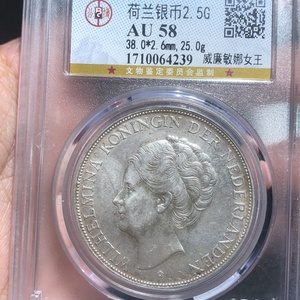 荷兰银币2.5G
AU 58
38.0*2.6mm,25.0g
1710064239 威廉敏娜女王
文物鉴定委员会监制
WILHELMINA KONINGIN DER NEDERLANDEN